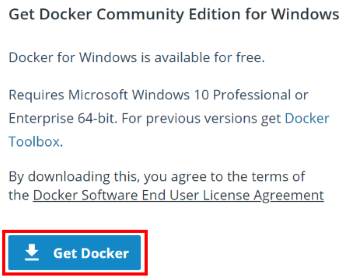 Get Docker Community Edition for Windows
Docker for Windows is available for free.
Requires Microsoft Windows 10 Professional or
Enterprise 64-bit. For previous versions get Docker
Toolbox.
By downloading this, you agree to the terms of
the Docker Software End User License Agreement
Get Docker